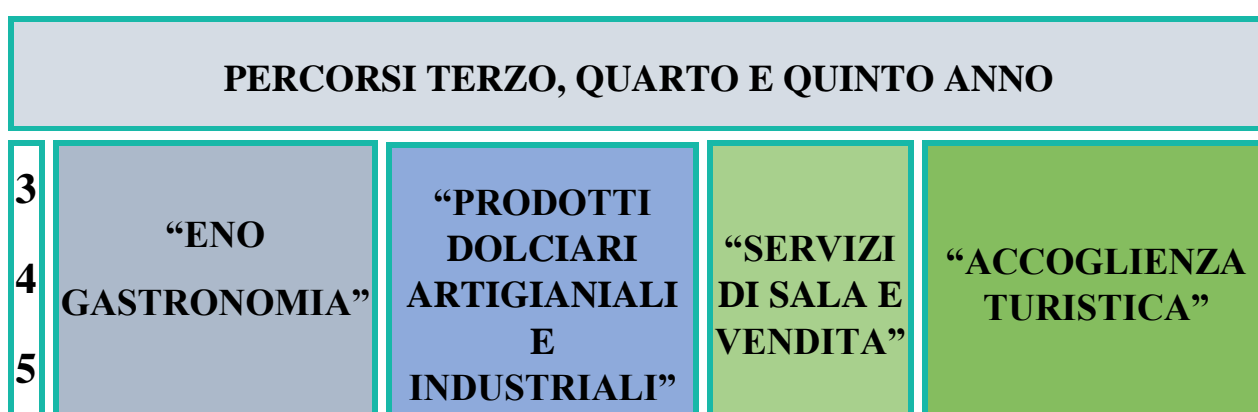 PERCORSI TERZO, QUARTO E QUINTO ANNO
3
4
5
“ENO
GASTRONOMIA”
“PRODOTTI
DOLCIARI
ARTIGIANIALI
E
INDUSTRIALI”
“SERVIZI
DI SALA E
VENDITA”
“ACCOGLIENZA
TURISTICA”